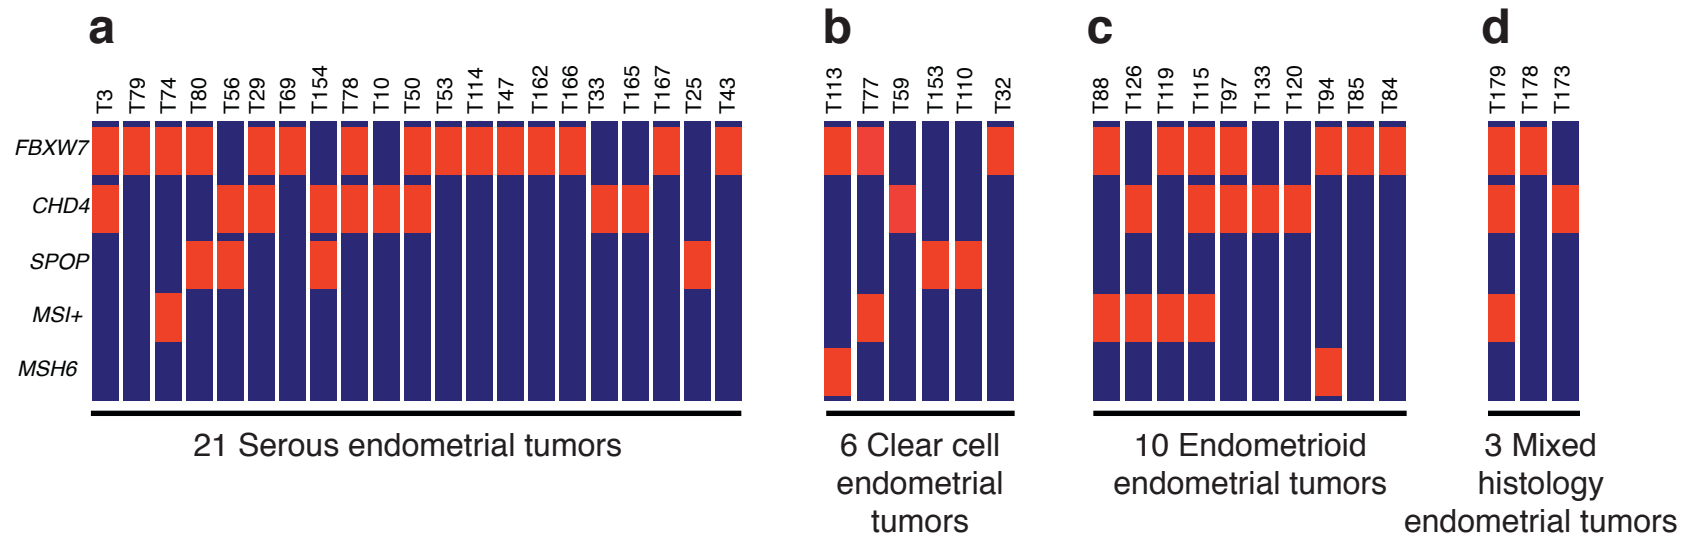 a b c d
T3 T79 T74 T80 T56 T29 T69 T154 T78 T10 T50 T53 T114 T47 T162 T166 T33 T165 T167 T25 T43
T113 T77 T59 T153 T110 T32
T88 T126 T119 T115 T97 T133 T120 T94 T85 T84
T179 T178 T173
FBXW7
CHD4
SPOP
MSI+
MSH6
21 Serous endometrial tumors
6 Clear cell
endometrial
tumors
10 Endometrioid
endometrial tumors
3 Mixed
histology
endometrial tumors